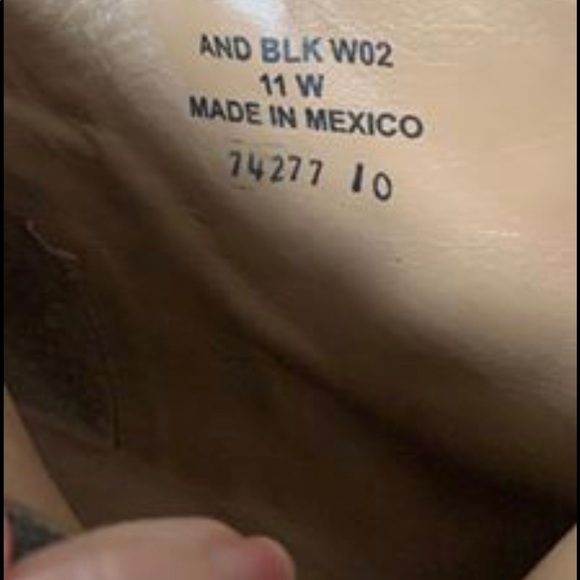 AND BLK W02
11 W
MADE IN MEXICO
74277 10